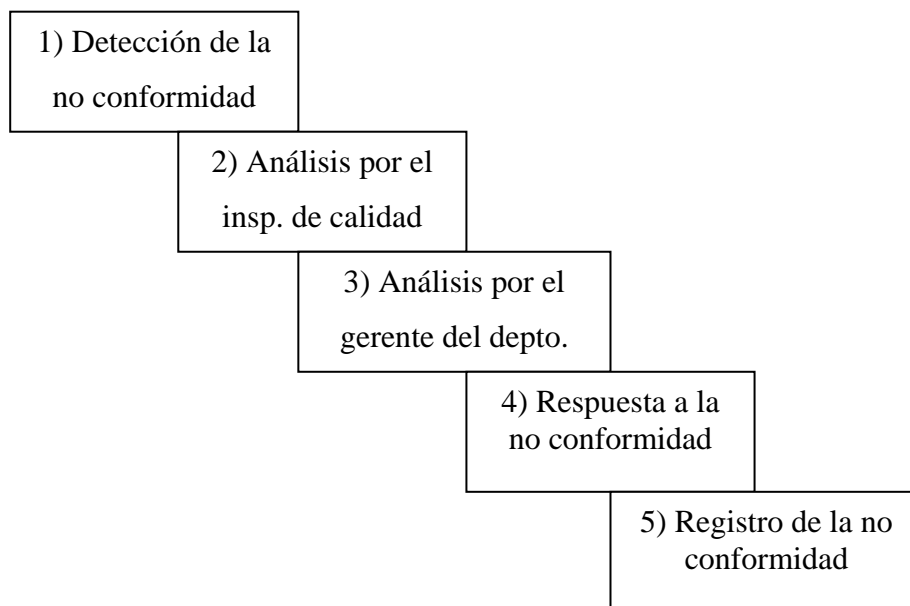 1) Detección de la
no conformidad
2) Análisis por el
insp. de calidad
3) Análisis por el
gerente del depto.
4) Respuesta a la
no conformidad
5) Registro de la no
conformidad